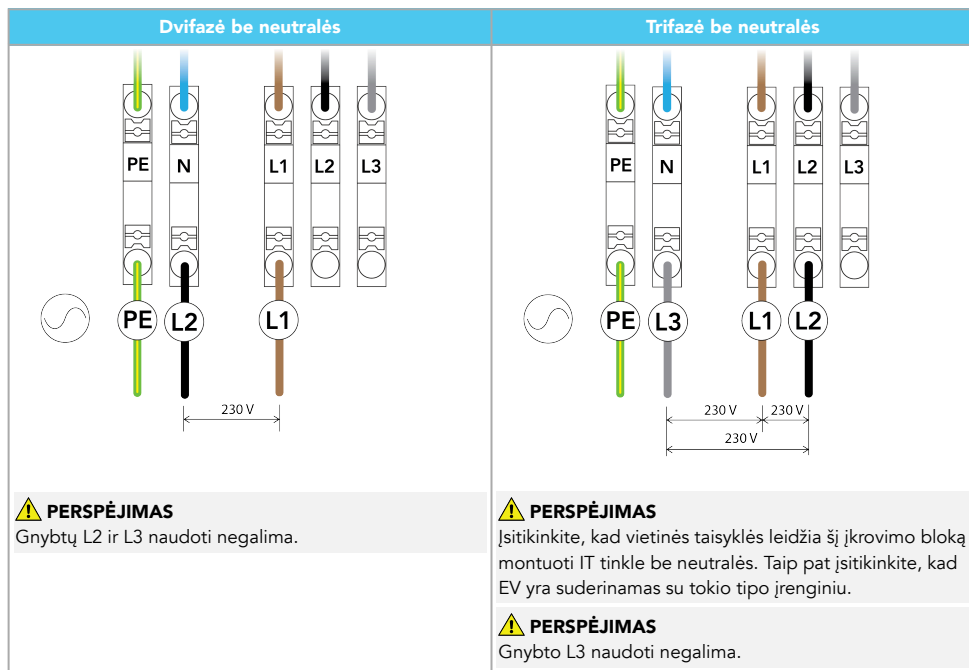 Dvifazė be neutralės
PE N L1 L2 L3
PE L2 L1
230 V
⚠ PERSPĖJIMAS
Gnybtų L2 ir L3 naudoti negalima.
Trifazė be neutralės
PE N L1 L2 L3
PE L3 L1 L2
230 V 230 V
230 V
⚠ PERSPĖJIMAS
Įsitikinkite, kad vietinės taisyklės leidžia šį įkrovimo bloką
montuoti IT tinkle be neutralės. Taip pat įsitikinkite, kad
EV yra suderinamas su tokio tipo įrenginiu.
⚠ PERSPĖJIMAS
Gnybto L3 naudoti negalima.